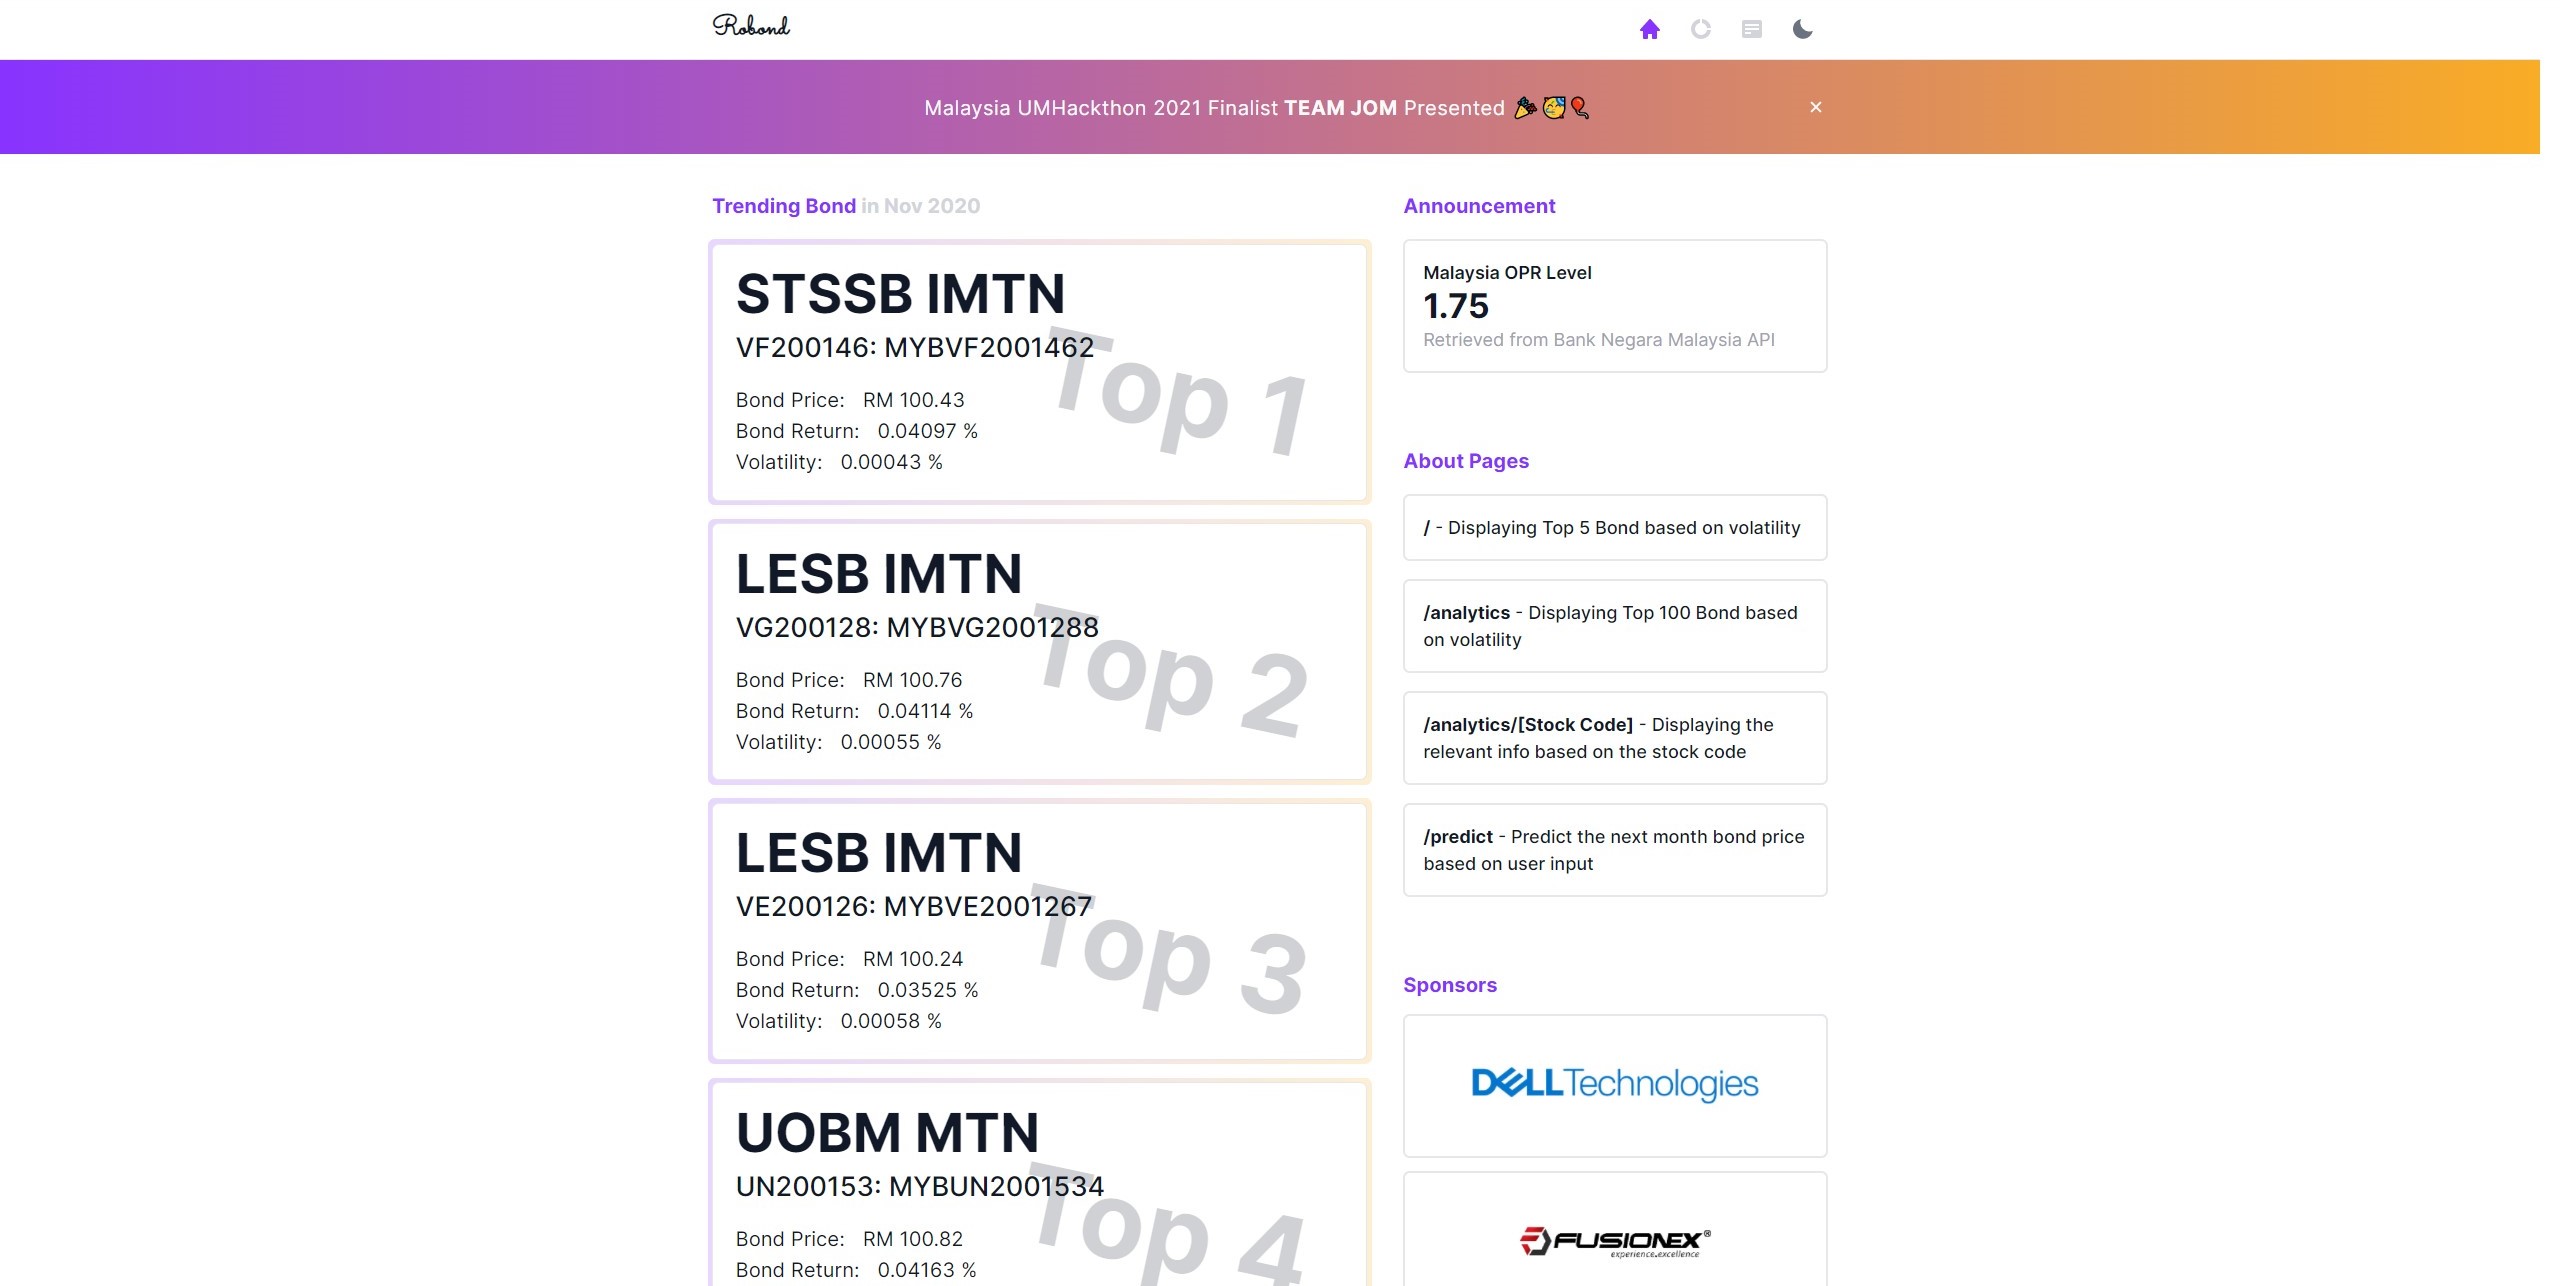 Robond
Malaysia UMHackthon 2021 Finalist TEAM JOM Presented 🎉🥳🎈
×
Trending Bond in Nov 2020
STSSB IMTN
VF200146: MYBVF2001462
Bond Price: RM 100.43
Bond Return: 0.04097 %
Volatility: 0.00043 %
Top 1
LESB IMTN
VG200128: MYBVG2001288
Bond Price: RM 100.76
Bond Return: 0.04114 %
Volatility: 0.00055 %
Top 2
LESB IMTN
VE200126: MYBVE2001267
Bond Price: RM 100.24
Bond Return: 0.03525 %
Volatility: 0.00058 %
Top 3
UOBM MTN
UN200153: MYBUN2001534
Bond Price: RM 100.82
Bond Return: 0.04163 %
Top 4
Announcement
Malaysia OPR Level
1.75
Retrieved from Bank Negara Malaysia API
About Pages
/ - Displaying Top 5 Bond based on volatility
/analytics - Displaying Top 100 Bond based
on volatility
/analytics/[Stock Code] - Displaying the
relevant info based on the stock code
/predict - Predict the next month bond price
based on user input
Sponsors
DELL Technologies
FUSIONEX®
experience.excellence